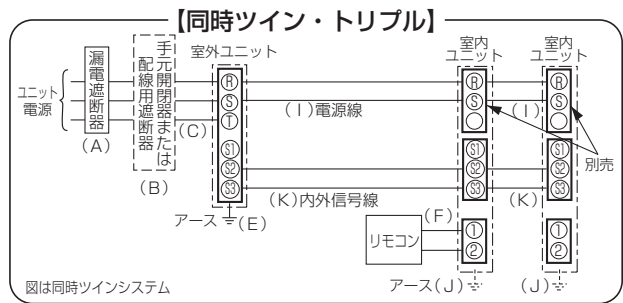 【同時ツイン・トリプル】
ユニット
電源
漏電遮断器
(A)
手元開閉器または
配線用遮断器
(B)
(C)
室外ユニット
R
S
T
S1
S2
S3
アース
(E)
(I)電源線
(K)内外信号線
リモコン
(F)
室内
ユニット
R
S
S1
S2
S3
1
2
アース(J)
(I)
(K)
室内
ユニット
R
S
S1
S2
S3
1
2
(J)
別売
図は同時ツインシステム